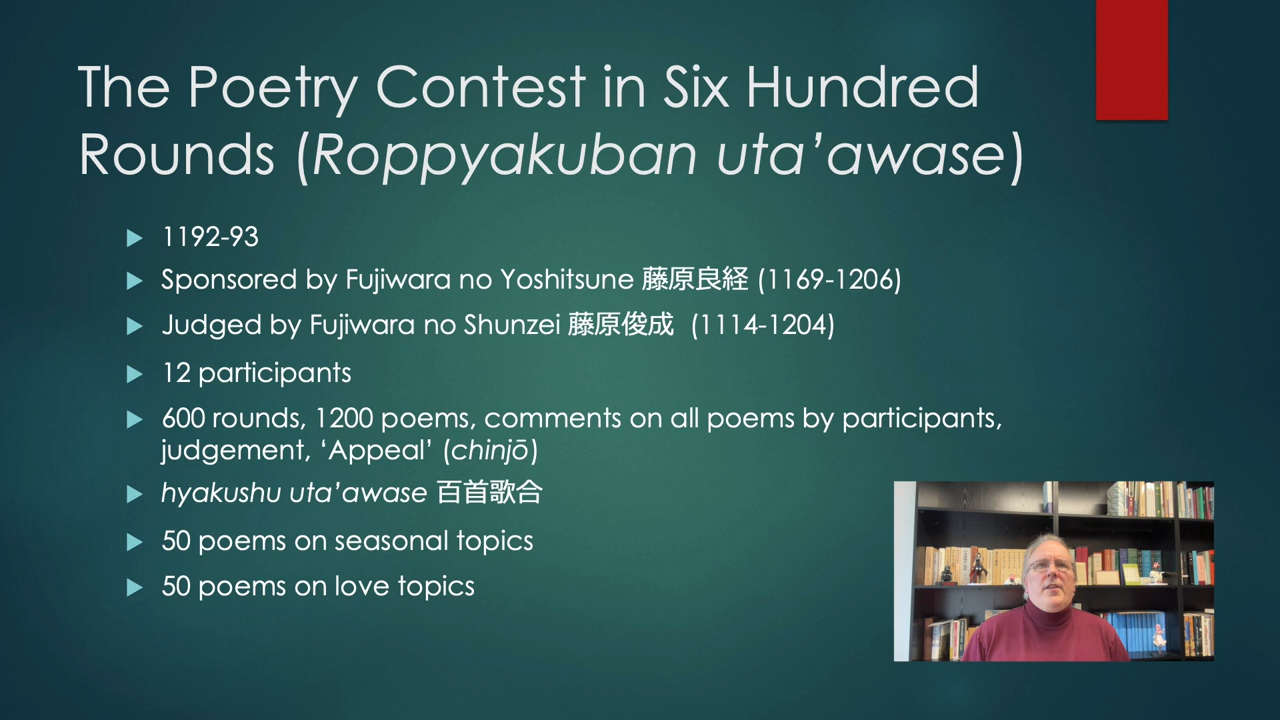 The Poetry Contest in Six Hundred
Rounds (Roppyakuban uta’awase)
1192-93
Sponsored by Fujiwara no Yoshitsune 藤原良経 (1169-1206)
Judged by Fujiwara no Shunzei 藤原俊成 (1114-1204)
12 participants
600 rounds, 1200 poems, comments on all poems by participants,
judgement, ‘Appeal’ (chinjō)
hyakushu uta’awase 百首歌合
50 poems on seasonal topics
50 poems on love topics